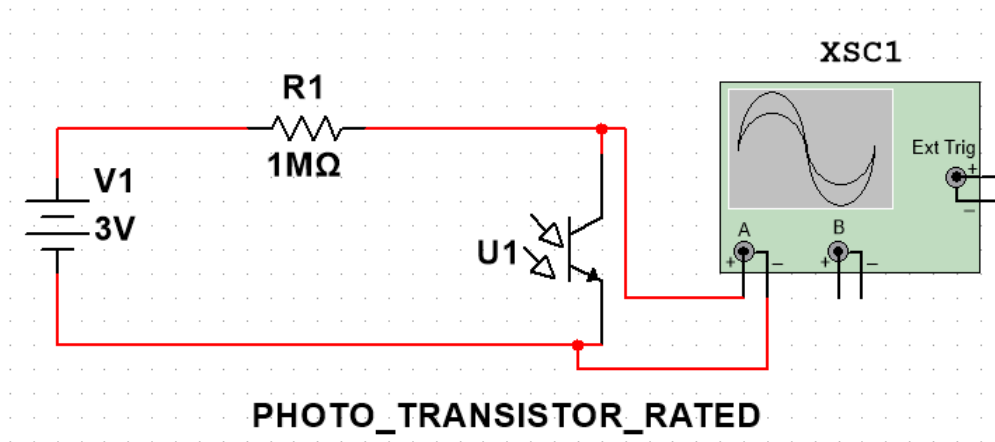 XSC1
R1
1MΩ
V1
3V
U1
Ext Trig
+
−
A
B
+
−
+
−
PHOTO_TRANSISTOR_RATED